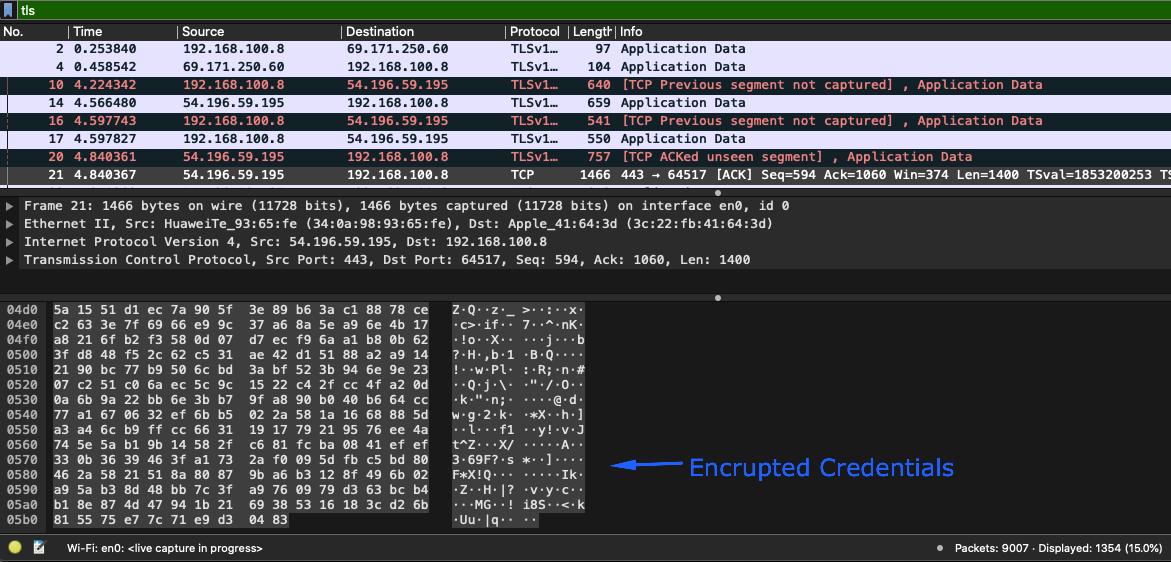 tls
No. Time Source Destination Protocol Length Info
2 0.253840 192.168.100.8 69.171.250.60 TLSv1… 97 Application Data
4 0.458542 69.171.250.60 192.168.100.8 TLSv1… 104 Application Data
10 4.224342 192.168.100.8 54.196.59.195 TLSv1… 640 [TCP Previous segment not captured] , Application Data
14 4.566480 54.196.59.195 192.168.100.8 TLSv1… 659 Application Data
16 4.597743 192.168.100.8 54.196.59.195 TLSv1… 541 [TCP Previous segment not captured] , Application Data
17 4.597827 192.168.100.8 54.196.59.195 TLSv1… 550 Application Data
20 4.840361 54.196.59.195 192.168.100.8 TLSv1… 757 [TCP ACKed unseen segment] , Application Data
21 4.840367 54.196.59.195 192.168.100.8 TCP 1466 443 → 64517 [ACK] Seq=594 Ack=1060 Win=374 Len=1400 TSval=1853200253 TS
Frame 21: 1466 bytes on wire (11728 bits), 1466 bytes captured (11728 bits) on interface en0, id 0
Ethernet II, Src: HuaweiTe_93:65:fe (34:0a:98:93:65:fe), Dst: Apple_41:64:3d (3c:22:fb:41:64:3d)
Internet Protocol Version 4, Src: 54.196.59.195, Dst: 192.168.100.8
Transmission Control Protocol, Src Port: 443, Dst Port: 64517, Seq: 594, Ack: 1060, Len: 1400
04d0 5a 15 51 d1 ec 7a 90 5f 3e 89 b6 3a c1 88 78 ce Z·Q··z·_ >··:··x·
04e0 c2 63 3e 7f 69 66 e9 9c 37 a6 8a 5e a9 6e 4b 17 ·c>·if·· 7··^·nK·
04f0 a8 21 6f b2 f3 58 0d 07 d7 ec f9 6a a1 b8 0b 62 ·!o··X·· ···j···b
0500 3f d8 48 f5 2c 62 c5 31 ae 42 d1 51 88 a2 a9 14 ?·H·,b·1 ·B·Q····
0510 21 90 bc 77 b9 50 6c bd 3a bf 52 3b 94 6e 9e 23 !··w·Pl· :·R;·n·#
0520 07 c2 51 c0 6a ec 5c 9c 15 22 c4 2f cc 4f a2 0d ··Q·j·\· ·"·/·O··
0530 0a 6b 9a 22 bb 6e 3b b7 9f a8 90 b0 40 b6 64 cc ·k·"·n;· ····@·d·
0540 77 a1 67 06 32 ef 6b b5 02 2a 58 1a 16 68 88 5d w·g·2·k· ·*X··h·]
0550 a3 a4 6c b9 ff cc 66 31 19 17 79 21 95 76 ee 4a ··l···f1 ··y!·v·J
0560 74 5e 5a b1 9b 14 58 2f c6 81 fc ba 08 41 ef ef t^Z···X/ ·····A··
0570 33 0b 36 39 46 3f a1 73 2a f0 09 5d fb c5 bd 80 3·69F?·s *··]····
0580 46 2a 58 21 51 8a 80 87 9b a6 b3 12 8f 49 6b 02 F*X!Q··· ·····Ik·
0590 a9 5a b3 8d 48 bb 7c 3f a9 76 09 79 d3 63 bc b4 ·Z··H·|? ·v·y·c··
05a0 b1 8e 87 4d 47 94 1b 21 69 38 53 16 18 3c d2 6b ···MG··! i8S··<·k
05b0 81 55 75 e7 7c 71 e9 d3 04 83 ·Uu·|q·· ··
Encrupted Credentials
Wi-Fi: en0: <live capture in progress>
Packets: 9007 · Displayed: 1354 (15.0%)